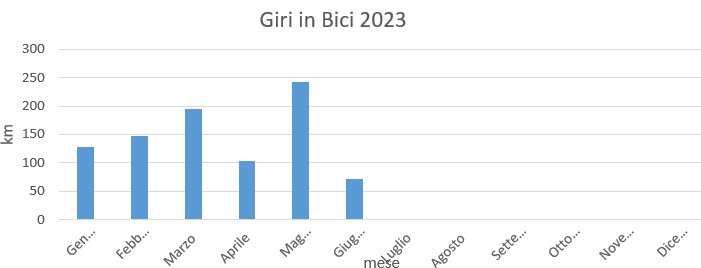 Giri in Bici 2023
300
250
200
150
100
50
0
km
Gen...
Febb...
Marzo
Aprile
Mag...
Giug...
Luglio
Agosto
Sette...
Otto...
Nove...
Dice...
mese